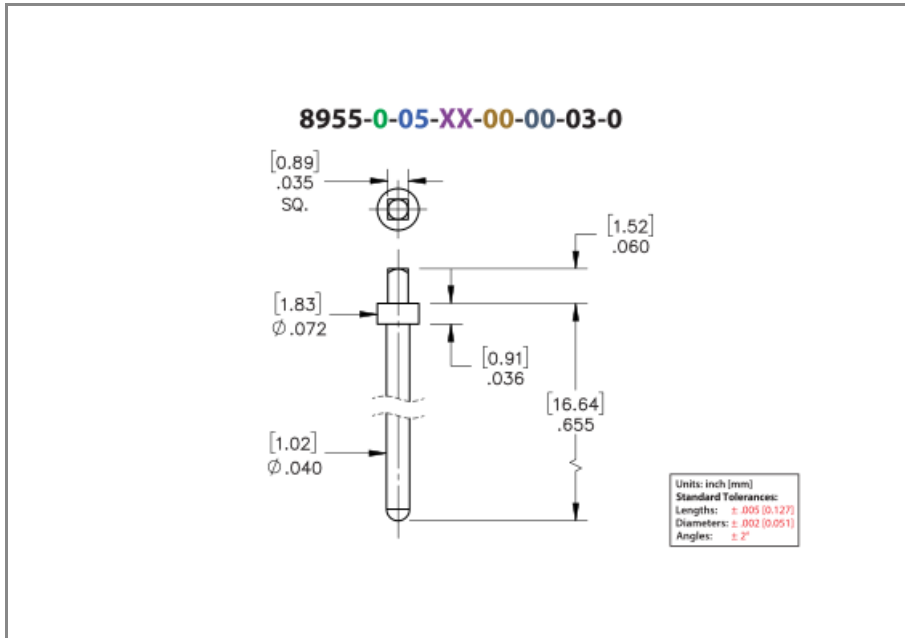 8955-0-05-XX-00-00-03-0
[0.89]
.035
SQ.
[1.52]
.060
[1.83]
Ø.072
[0.91]
.036
[16.64]
.655
[1.02]
Ø.040
Units: inch [mm]
Standard Tolerances:
Lengths: ± .005 [0.127]
Diameters: ± .002 [0.051]
Angles: ± 2°